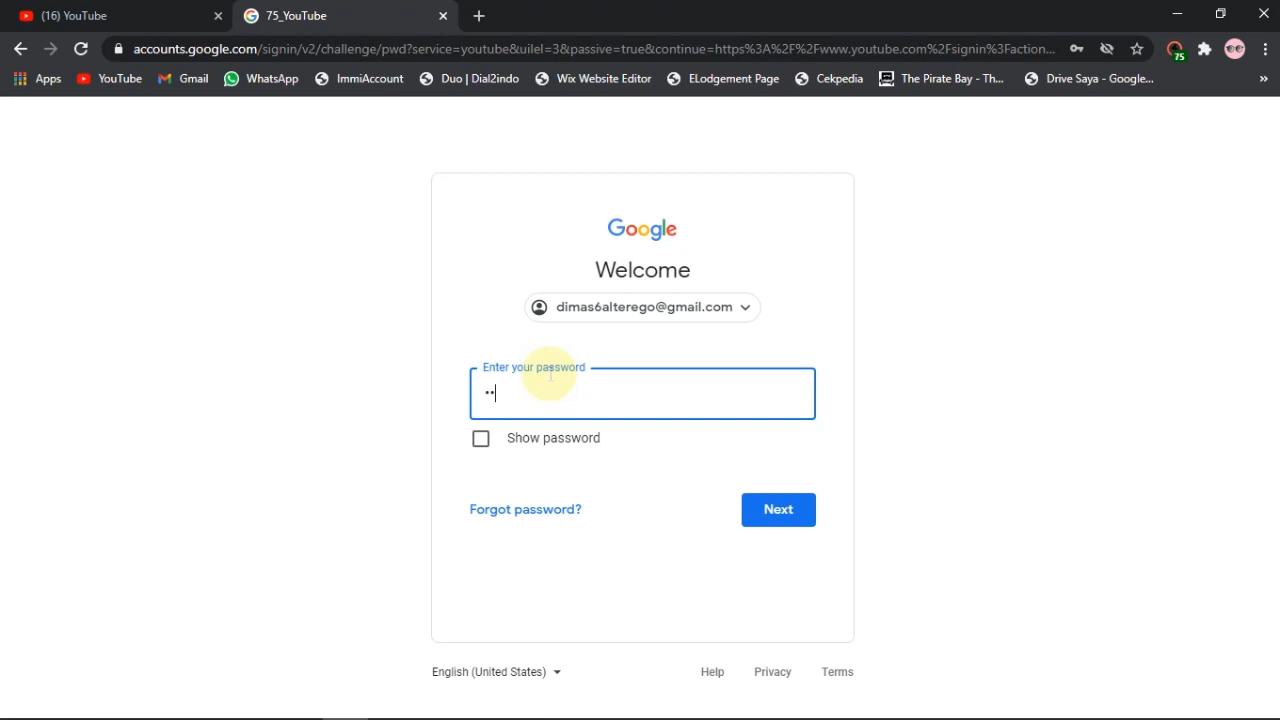 (16) YouTube
75_YouTube
accounts.google.com/signin/v2/challenge/pwd?service=youtube&uilel=3&passive=true&continue=https%3A%2F%2Fwww.youtube.com%2Fsignin%3Faction...
75
Apps
YouTube
Gmail
WhatsApp
ImmiAccount
Duo | Dial2indo
Wix Website Editor
ELodgement Page
Cekpedia
The Pirate Bay - Th...
Drive Saya - Google...
»
Google
Welcome
dimas6alterego@gmail.com
Enter your password
••
Show password
Forgot password?
Next
English (United States)
Help
Privacy
Terms